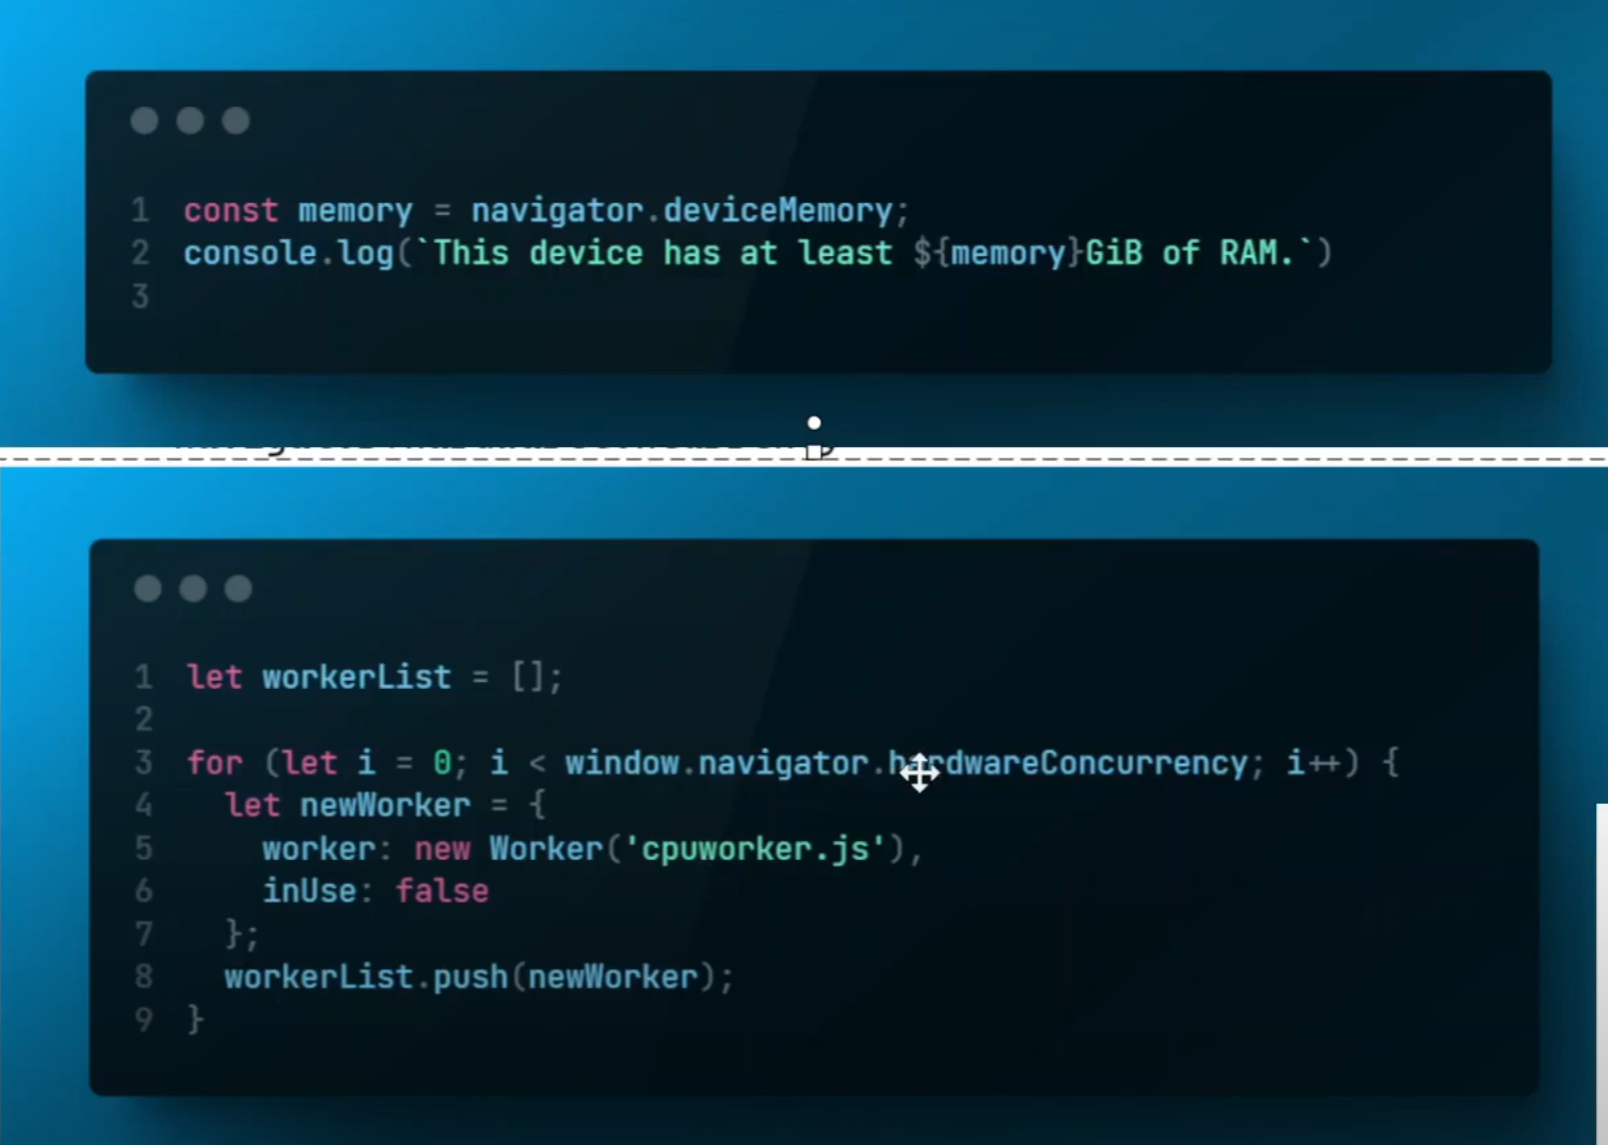 1 const memory = navigator.deviceMemory;
2 console.log(`This device has at least ${memory}GiB of RAM.`)
3
1 let workerList = [];
2
3 for (let i = 0; i < window.navigator.hardwareConcurrency; i++) {
4   let newWorker = {
5     worker: new Worker('cpuworker.js'),
6     inUse: false
7   };
8   workerList.push(newWorker);
9 }